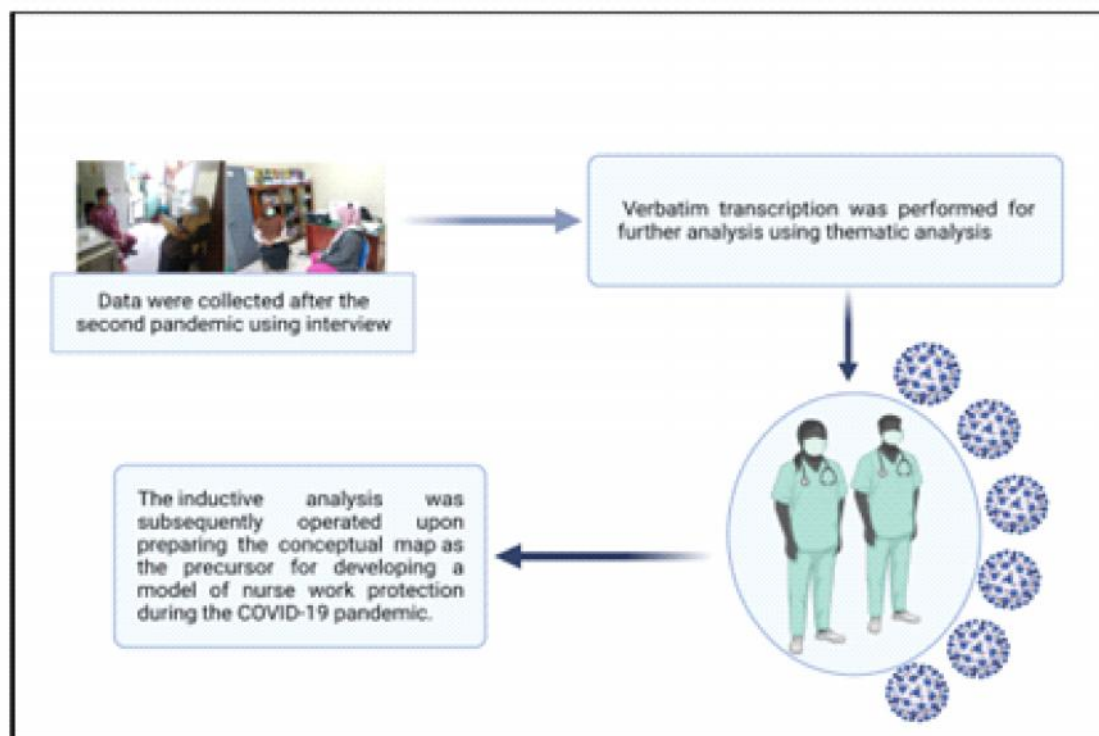 Data were collected after the
second pandemic using interview
Verbatim transcription was performed for
further analysis using thematic analysis
The inductive analysis was
subsequently operated upon
preparing the conceptual map as
the precursor for developing a
model of nurse work protection
during the COVID-19 pandemic.